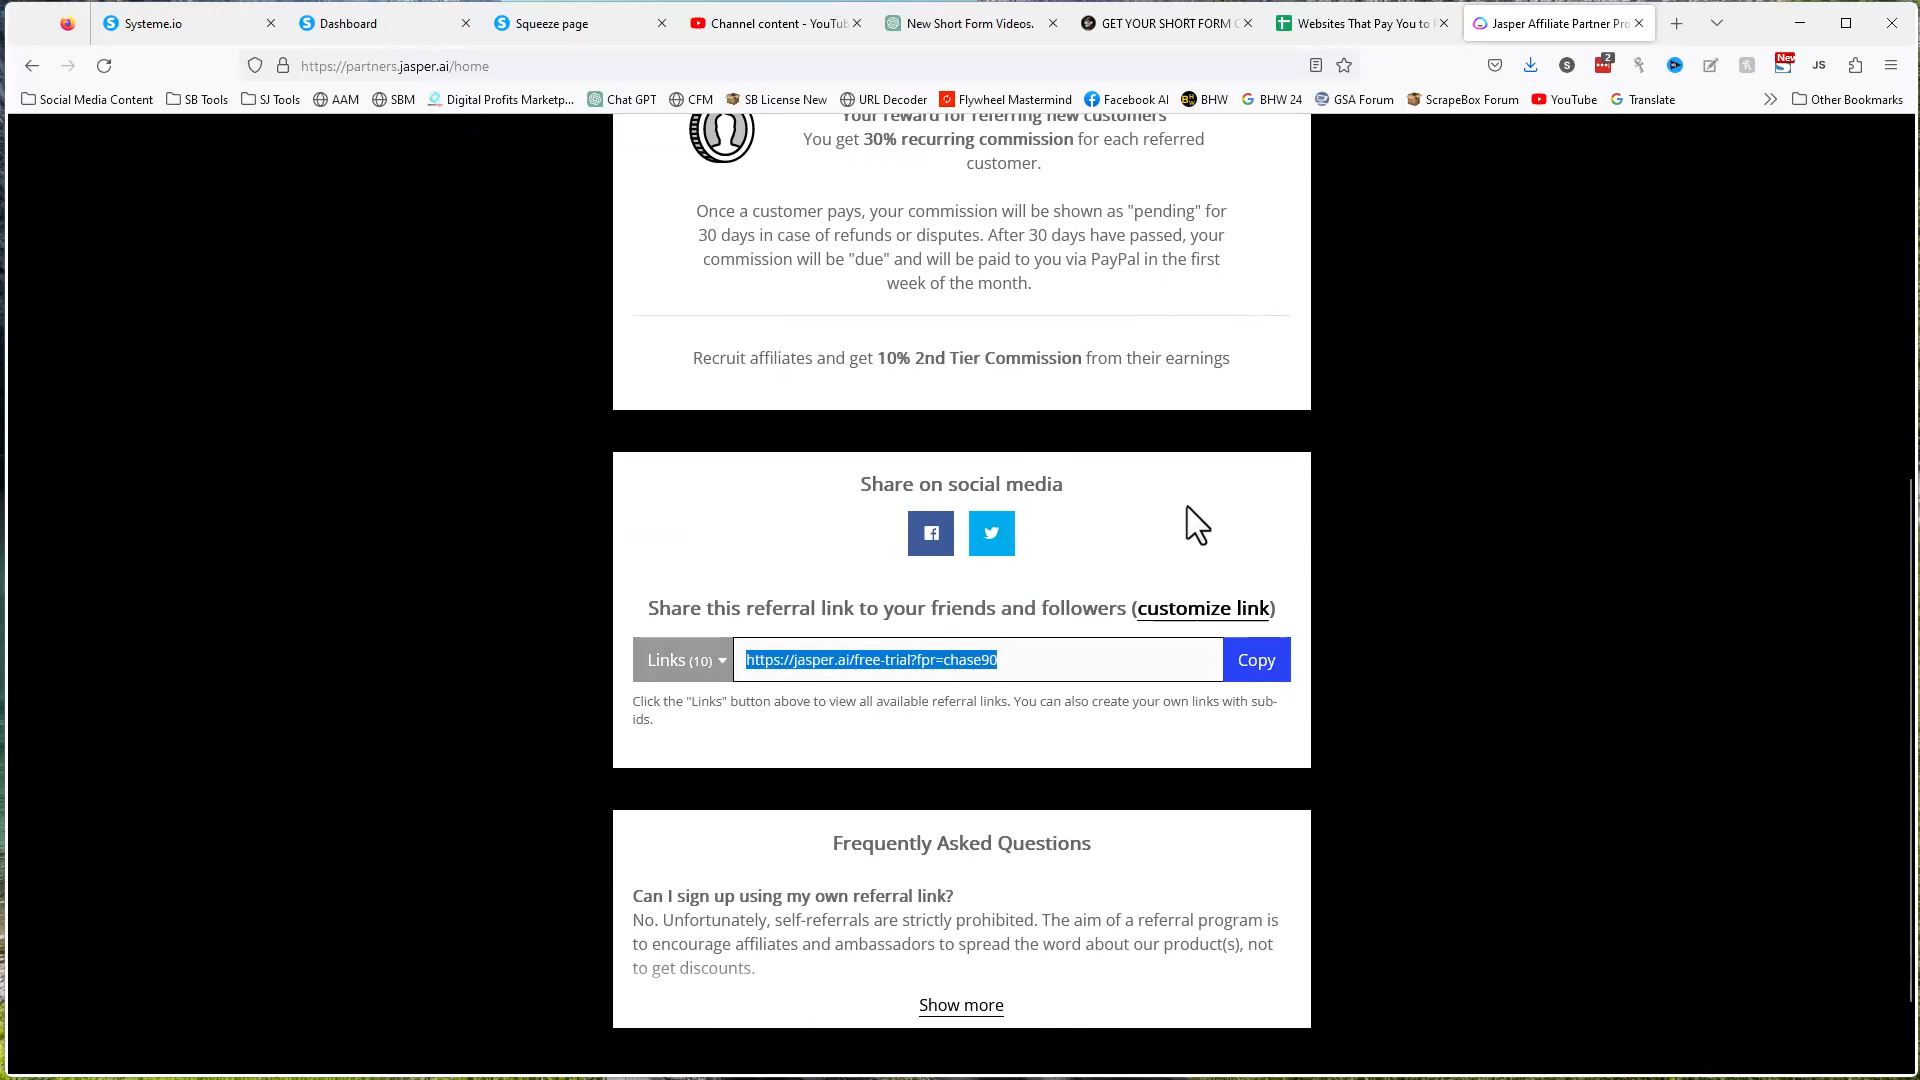 Systeme.io
Dashboard
Squeeze page
Channel content - YouTub
New Short Form Videos.
GET YOUR SHORT FORM C
Websites That Pay You to F
Jasper Affiliate Partner Pro
https://partners.jasper.ai/home
2
S
New
JS
Social Media Content
SB Tools
SJ Tools
AAM
SBM
Digital Profits Marketp...
Chat GPT
CFM
SB License New
URL Decoder
Flywheel Mastermind
Facebook AI
BHW
BHW 24
GSA Forum
ScrapeBox Forum
YouTube
Translate
Other Bookmarks
Your reward for referring new customers
You get 30% recurring commission for each referred
customer.
Once a customer pays, your commission will be shown as "pending" for
30 days in case of refunds or disputes. After 30 days have passed, your
commission will be "due" and will be paid to you via PayPal in the first
week of the month.
Recruit affiliates and get 10% 2nd Tier Commission from their earnings
Share on social media
Share this referral link to your friends and followers (customize link)
Links (10)
https://jasper.ai/free-trial?fpr=chase90
Copy
Click the "Links" button above to view all available referral links. You can also create your own links with sub-
ids.
Frequently Asked Questions
Can I sign up using my own referral link?
No. Unfortunately, self-referrals are strictly prohibited. The aim of a referral program is
to encourage affiliates and ambassadors to spread the word about our product(s), not
to get discounts.
Show more